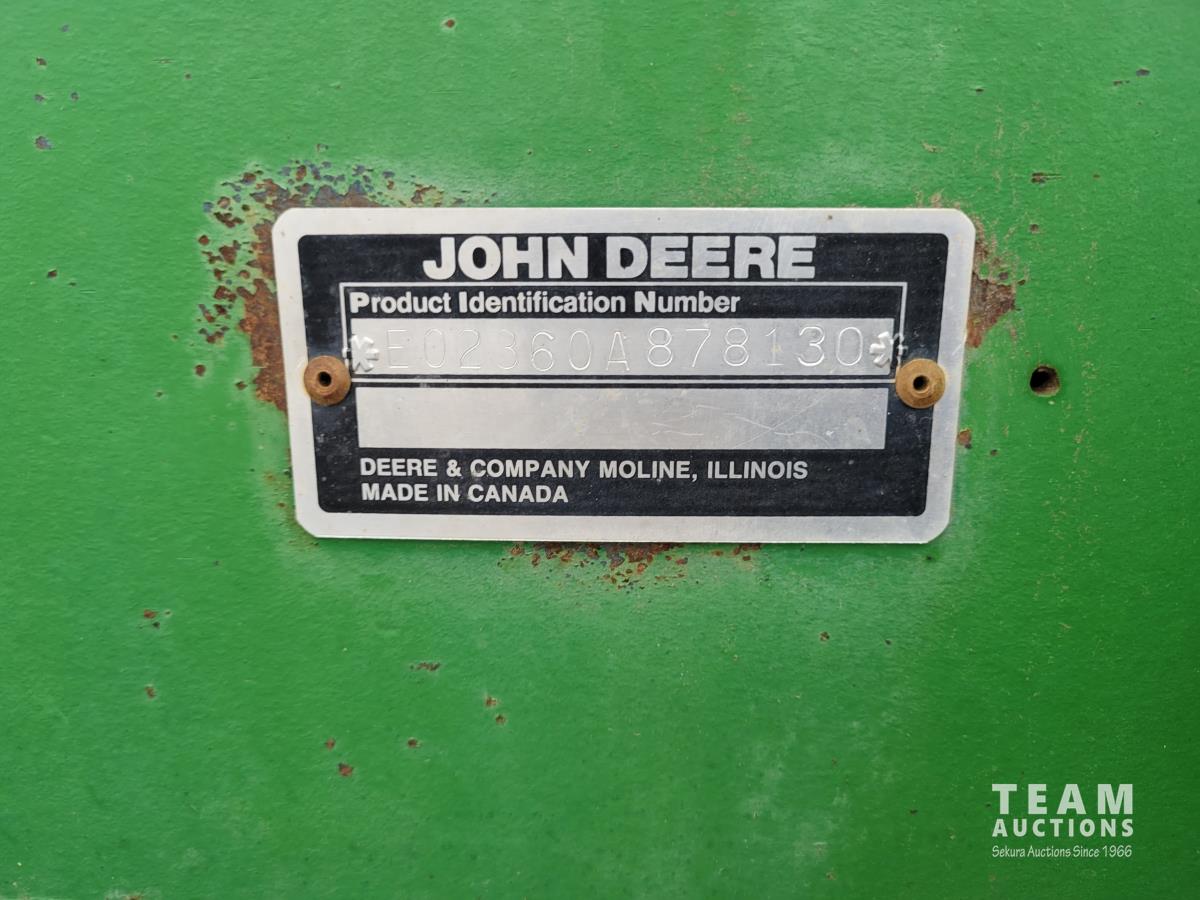 JOHN DEERE
Product Identification Number
*E02360A878130*
DEERE & COMPANY MOLINE, ILLINOIS
MADE IN CANADA
TEAM
AUCTIONS
Sekura Auctions Since 1966